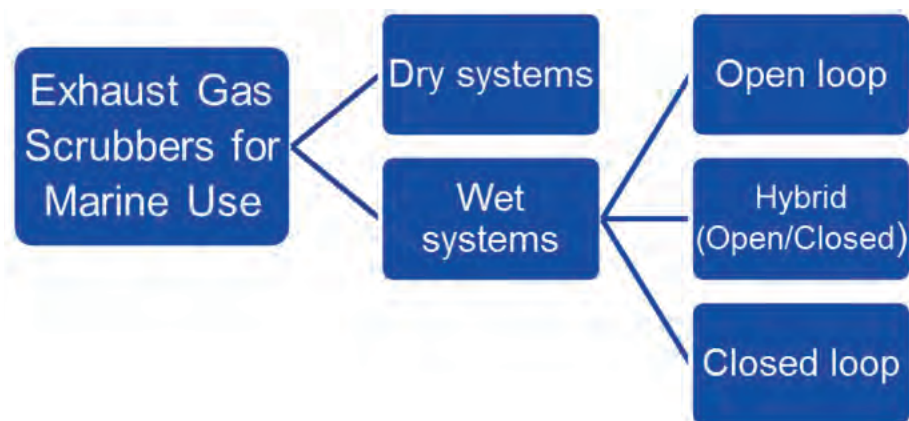 Exhaust Gas
Scrubbers for
Marine Use
Dry systems
Wet
systems
Open loop
Hybrid
(Open/Closed)
Closed loop